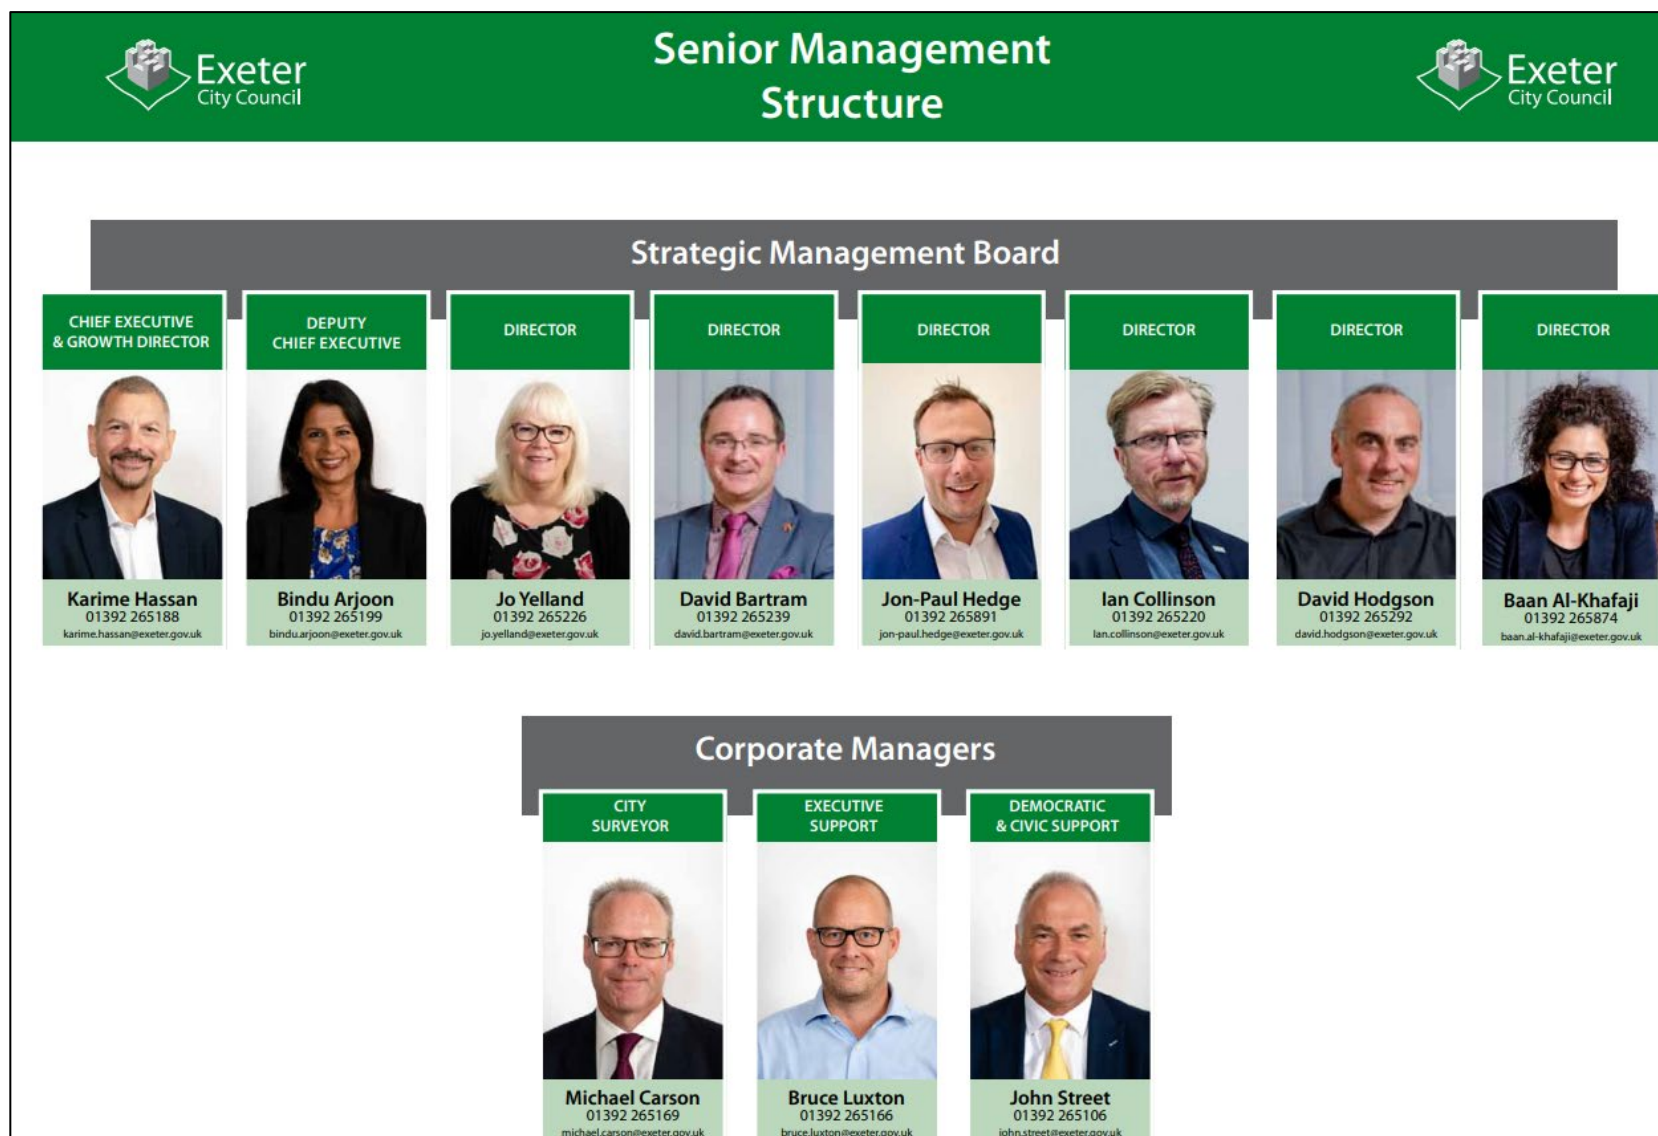 Exeter
City Council
Senior Management
Structure
Exeter
City Council
Strategic Management Board
CHIEF EXECUTIVE
& GROWTH DIRECTOR
Karime Hassan
01392 265188
karime.hassan@exeter.gov.uk
DEPUTY
CHIEF EXECUTIVE
Bindu Arjoon
01392 265199
bindu.arjoon@exeter.gov.uk
DIRECTOR
Jo Yelland
01392 265226
jo.yelland@exeter.gov.uk
DIRECTOR
David Bartram
01392 265239
david.bartram@exeter.gov.uk
DIRECTOR
Jon-Paul Hedge
01392 265891
jon-paul.hedge@exeter.gov.uk
DIRECTOR
Ian Collinson
01392 265220
Ian.collinson@exeter.gov.uk
DIRECTOR
David Hodgson
01392 265292
david.hodgson@exeter.gov.uk
DIRECTOR
Baan Al-Khafaji
01392 265874
baan.al-khafaji@exeter.gov.uk
Corporate Managers
CITY
SURVEYOR
Michael Carson
01392 265169
michael.carson@exeter.gov.uk
EXECUTIVE
SUPPORT
Bruce Luxton
01392 265166
bruce.luxton@exeter.gov.uk
DEMOCRATIC
& CIVIC SUPPORT
John Street
01392 265106
john.street@exeter.gov.uk